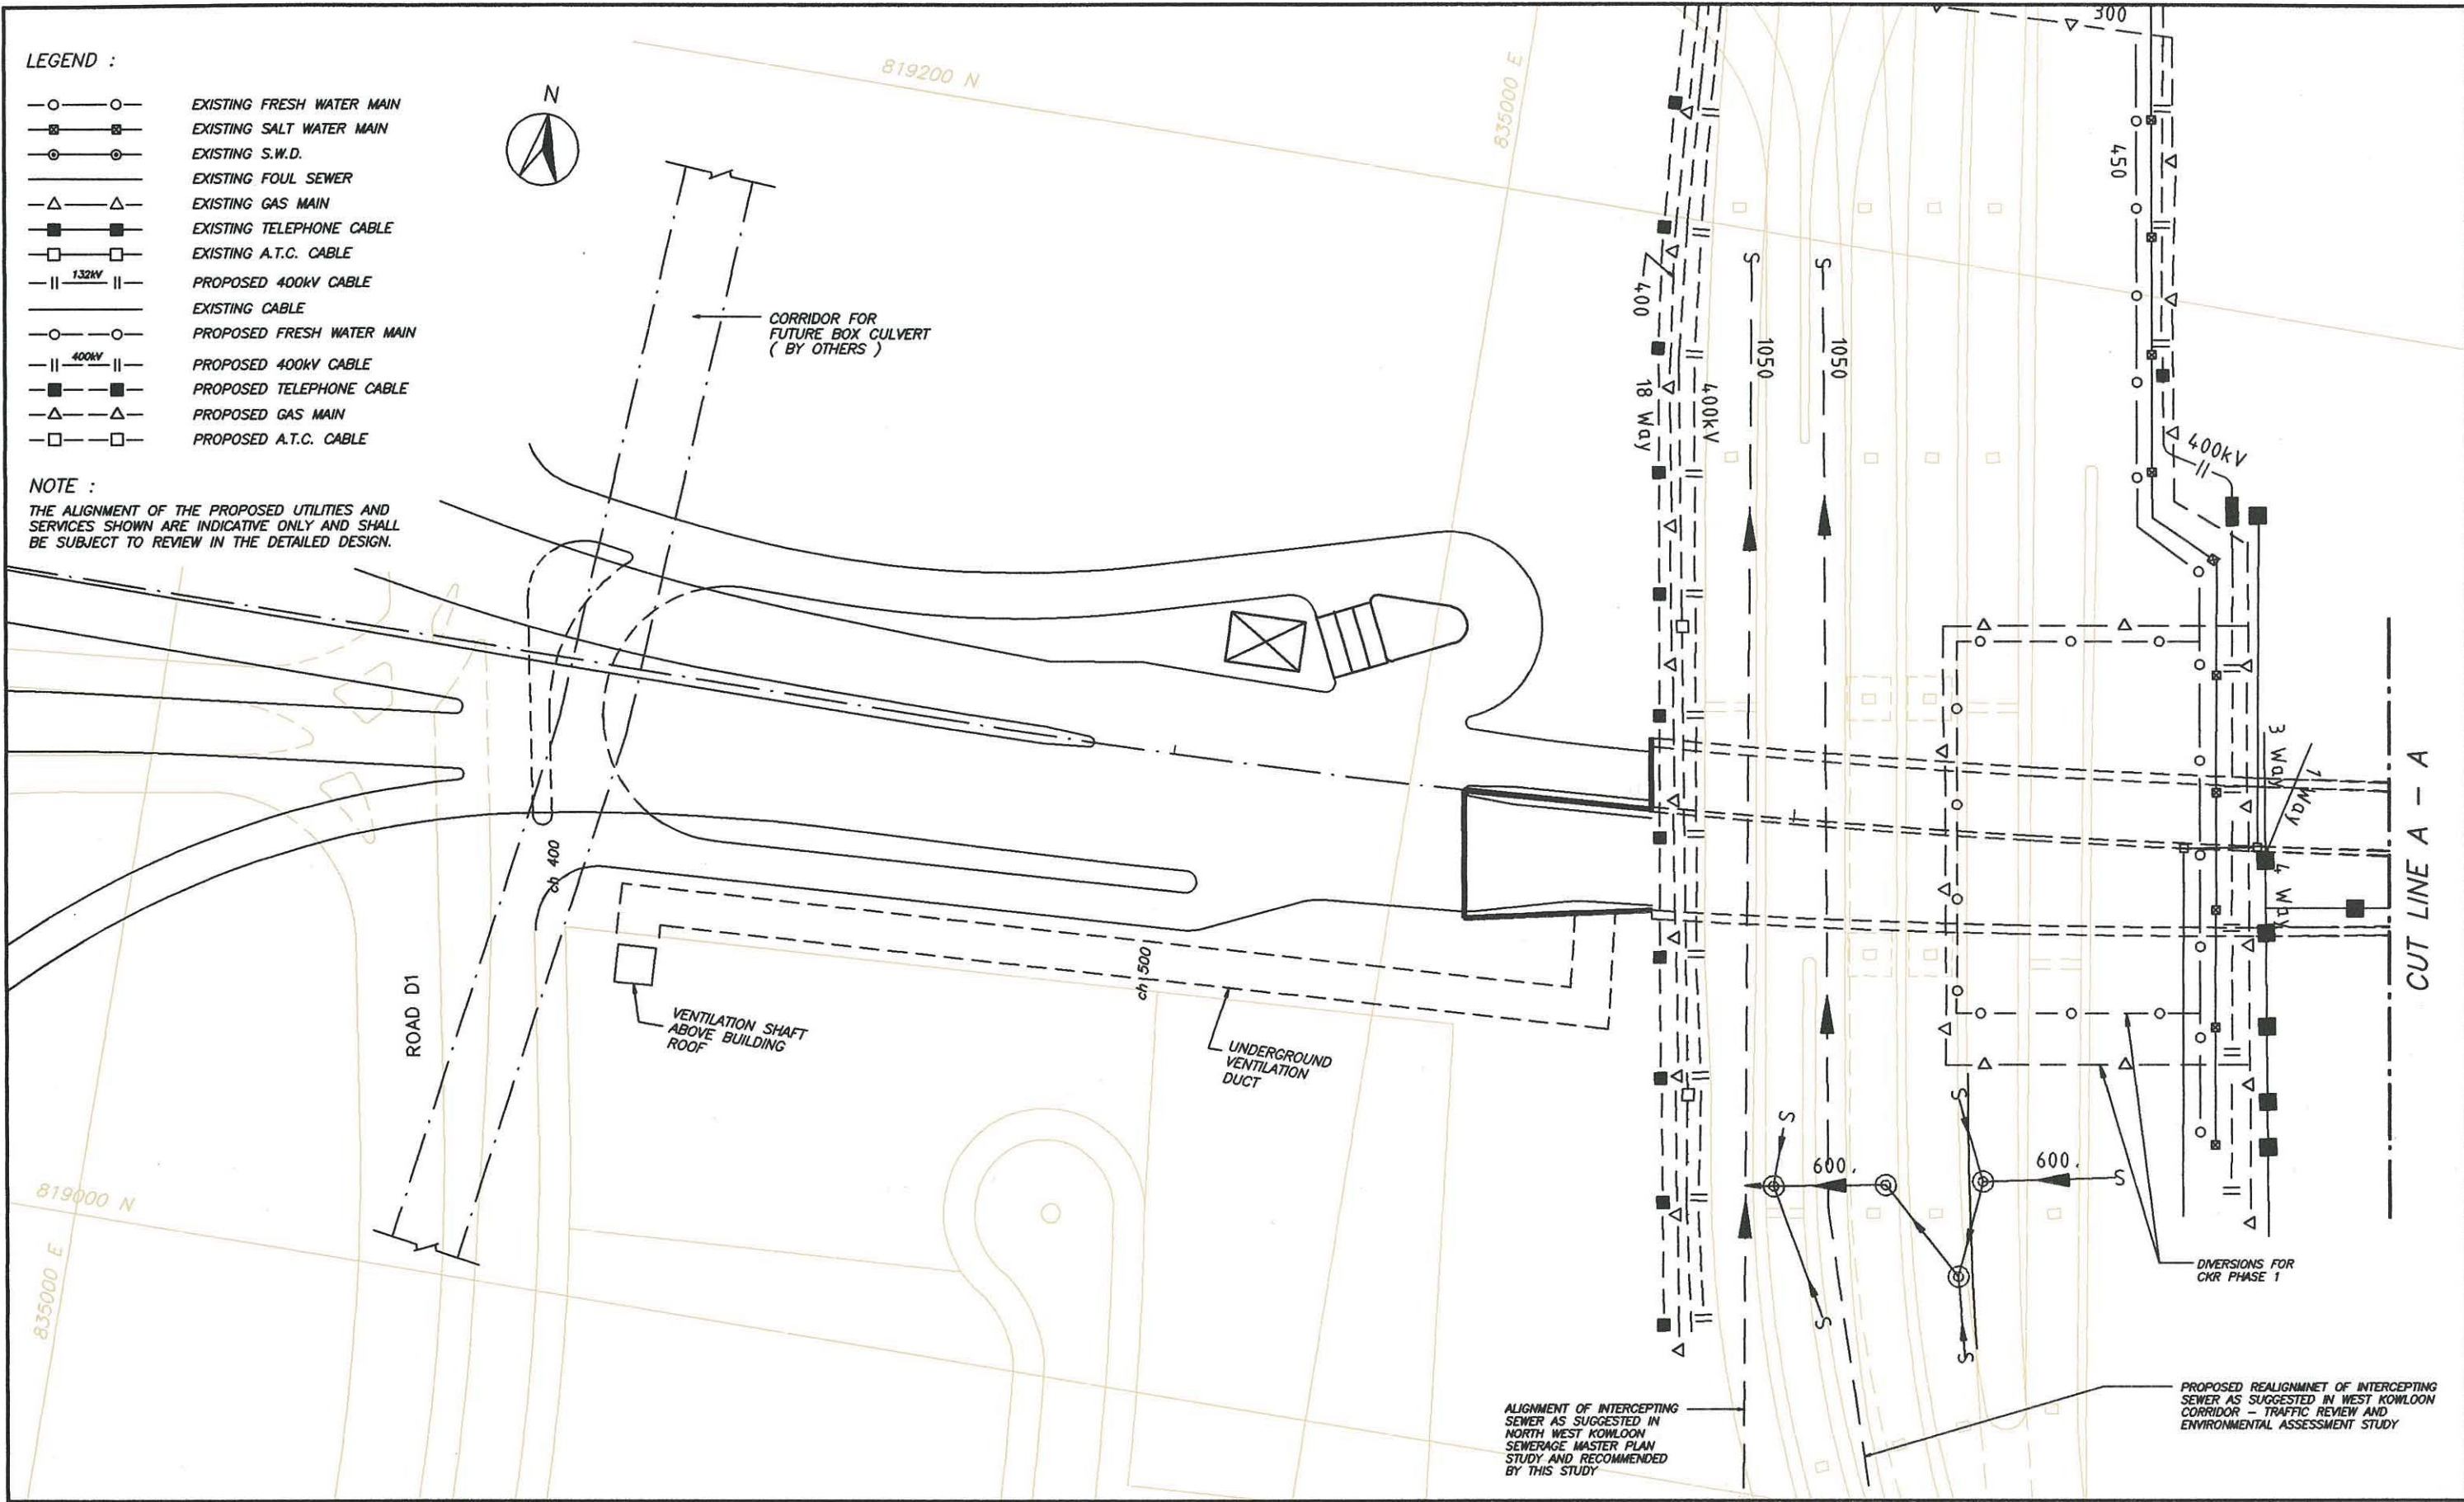 LEGEND :
EXISTING FRESH WATER MAIN
EXISTING SALT WATER MAIN
EXISTING S.W.D.
EXISTING FOUL SEWER
EXISTING GAS MAIN
EXISTING TELEPHONE CABLE
EXISTING A.T.C. CABLE
132kV PROPOSED 400kV CABLE
EXISTING CABLE
PROPOSED FRESH WATER MAIN
400kV PROPOSED 400kV CABLE
PROPOSED TELEPHONE CABLE
PROPOSED GAS MAIN
PROPOSED A.T.C. CABLE
NOTE :
THE ALIGNMENT OF THE PROPOSED UTILITIES AND
SERVICES SHOWN ARE INDICATIVE ONLY AND SHALL
BE SUBJECT TO REVIEW IN THE DETAILED DESIGN.
N
819200 N
835000 E
CORRIDOR FOR
FUTURE BOX CULVERT
( BY OTHERS )
300
450
400
18 Way
400kV
S
1050
S
1050
400kV
3 Way
1 Way
4 Way
CUT LINE A - A
ch 400
ch 500
ROAD D1
VENTILATION SHAFT
ABOVE BUILDING
ROOF
UNDERGROUND
VENTILATION
DUCT
819000 N
835000 E
S
S
600
S
S
600
S
DIVERSIONS FOR
CKR PHASE 1
ALIGNMENT OF INTERCEPTING
SEWER AS SUGGESTED IN
NORTH WEST KOWLOON
SEWERAGE MASTER PLAN
STUDY AND RECOMMENDED
BY THIS STUDY
PROPOSED REALIGNMNET OF INTERCEPTING
SEWER AS SUGGESTED IN WEST KOWLOON
CORRIDOR - TRAFFIC REVIEW AND
ENVIRONMENTAL ASSESSMENT STUDY